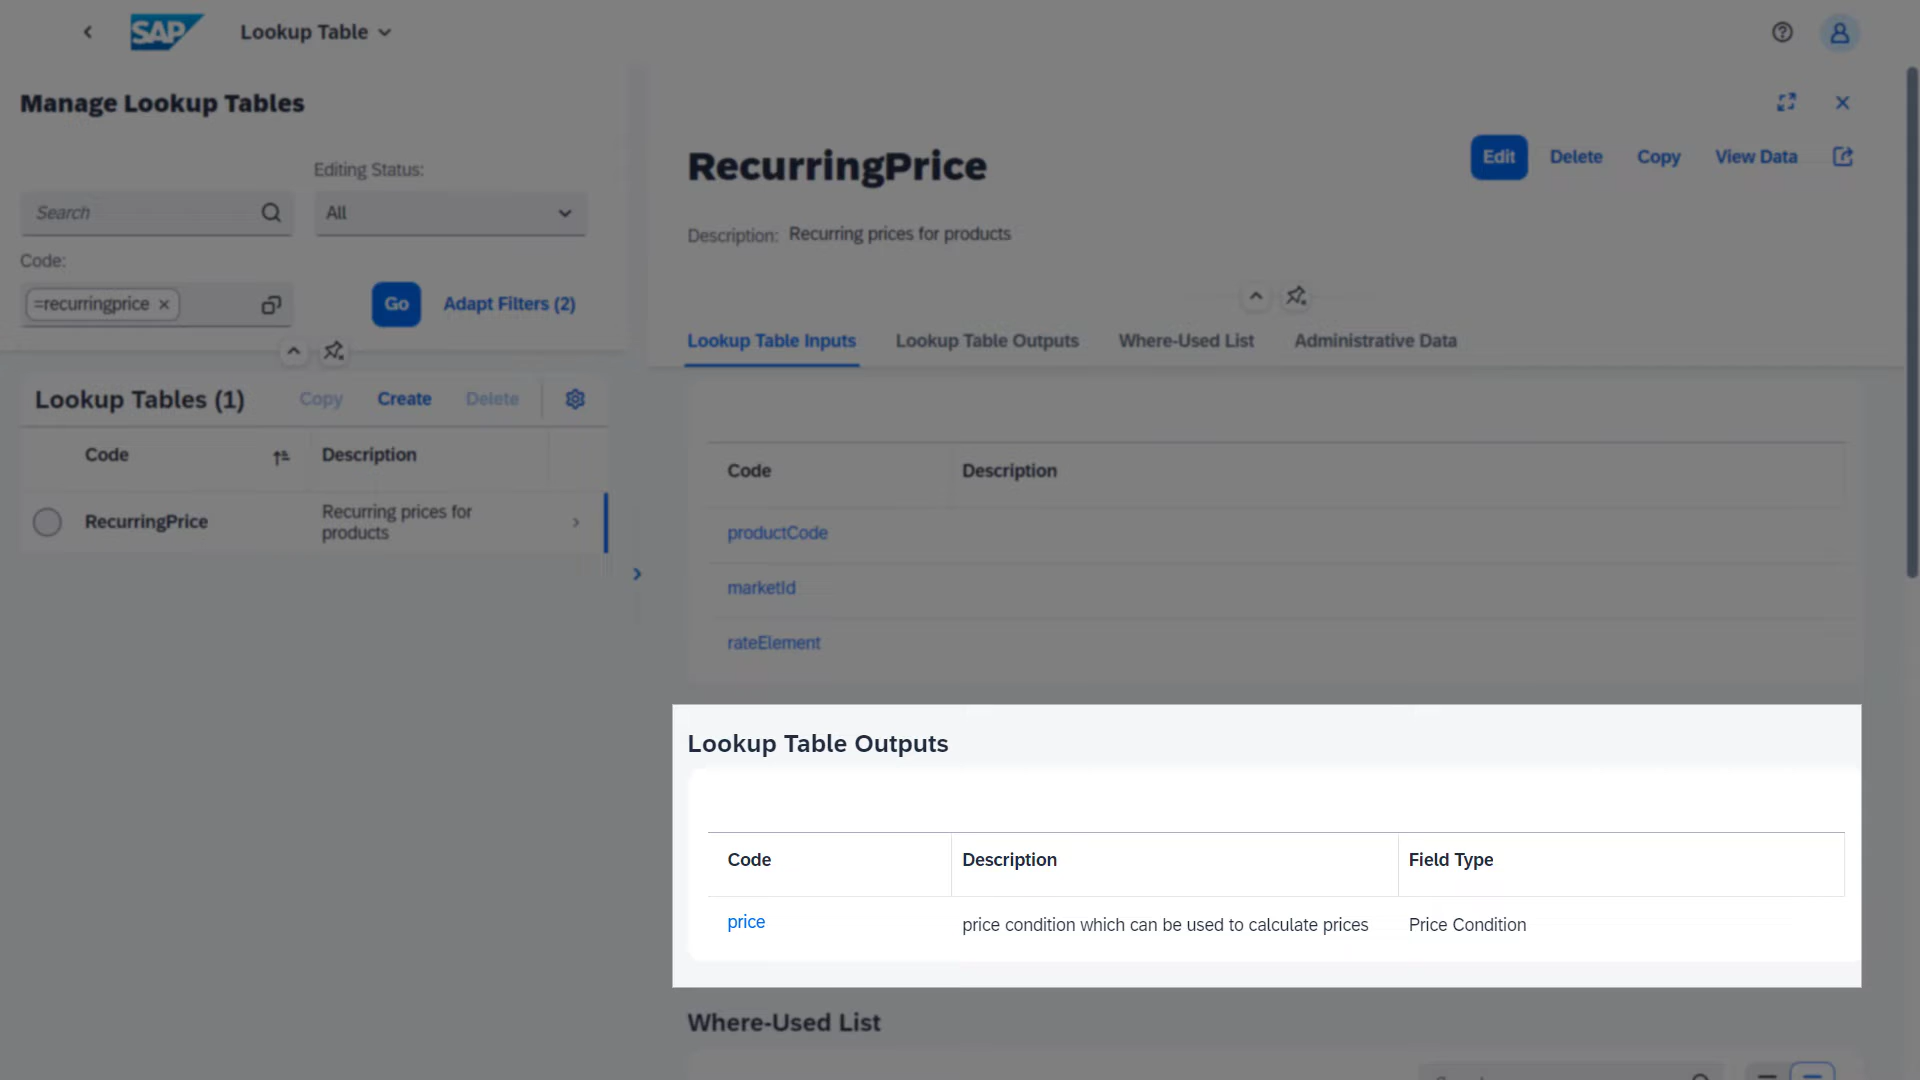 SAP
Lookup Table
Manage Lookup Tables
Editing Status:
Search
All
Code:
=recurringprice
Go
Adapt Filters (2)
Lookup Tables (1)
Copy
Create
Delete
Code
Description
RecurringPrice
Recurring prices for
products
RecurringPrice
Edit
Delete
Copy
View Data
Description: Recurring prices for products
Lookup Table Inputs
Lookup Table Outputs
Where-Used List
Administrative Data
Code
Description
productCode
marketId
rateElement
Lookup Table Outputs
Code
Description
Field Type
price
price condition which can be used to calculate prices
Price Condition
Where-Used List